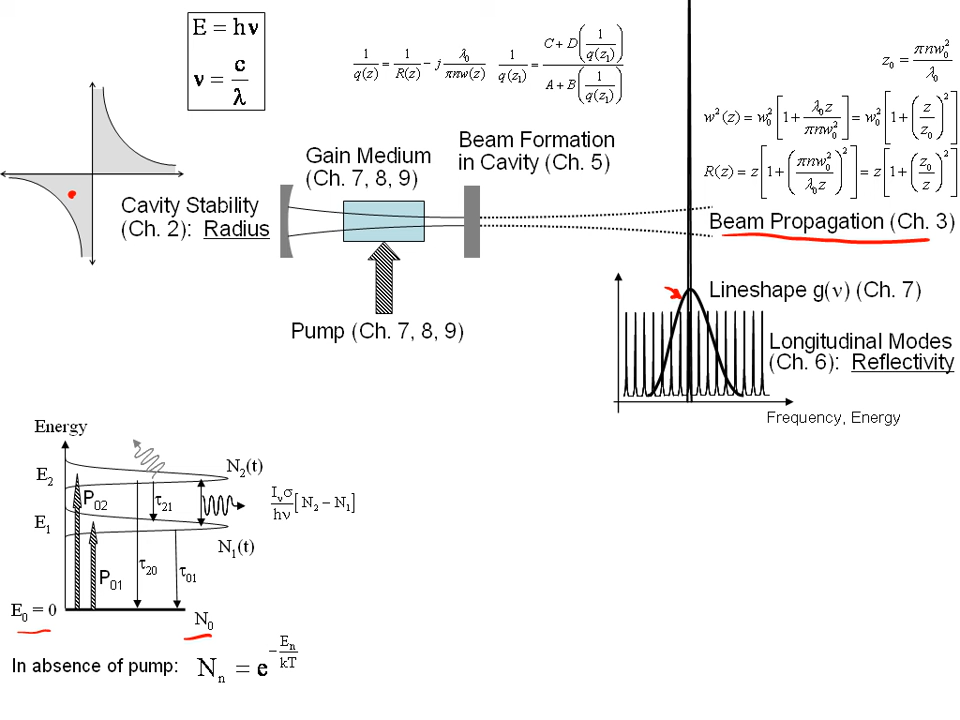 E = hν
ν = c/λ
1/q(z) = 1/R(z) − j λ₀/πnw(z)
1/q(z₁) = (C + D(1/q(z₁)))/(A + B(1/q(z₁)))
z₀ = πnw₀²/λ₀
w²(z) = w₀²[1 + λ₀z/πnw₀²] = w₀²[1 + (z/z₀)²]
R(z) = z[1 + (πnw₀²/λ₀z)²] = z[1 + (z₀/z)²]
Beam Formation
in Cavity (Ch. 5)
Gain Medium
(Ch. 7, 8, 9)
Cavity Stability
(Ch. 2): Radius
Beam Propagation (Ch. 3)
Pump (Ch. 7, 8, 9)
Lineshape g(ν) (Ch. 7)
Longitudinal Modes
(Ch. 6): Reflectivity
Frequency, Energy
Energy
E₂
P₀₂
τ₂₁
N₂(t)
I_νσ/hν [N₂ − N₁]
E₁
N₁(t)
P₀₁
τ₂₀
τ₀₁
E₀ = 0
N₀
In absence of pump: Nₙ = e^(−Eₙ/kT)